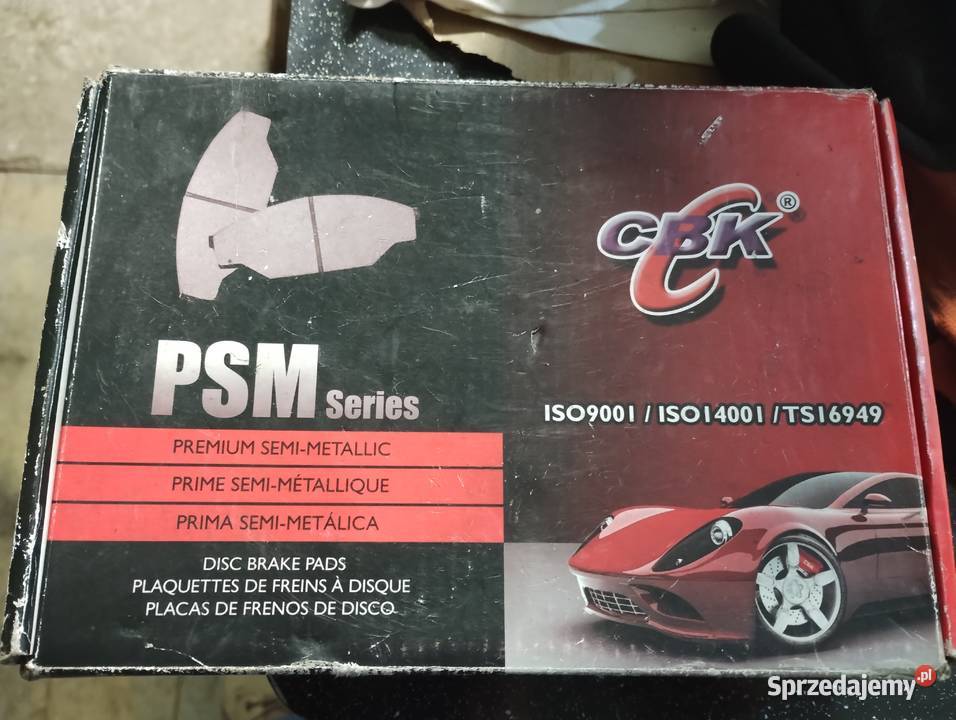 CBK®
PSM Series
ISO9001 / ISO14001 / TS16949
PREMIUM SEMI-METALLIC
PRIME SEMI-MÉTALLIQUE
PRIMA SEMI-METÁLICA
DISC BRAKE PADS
PLAQUETTES DE FREINS À DISQUE
PLACAS DE FRENOS DE DISCO
Sprzedajemy.pl